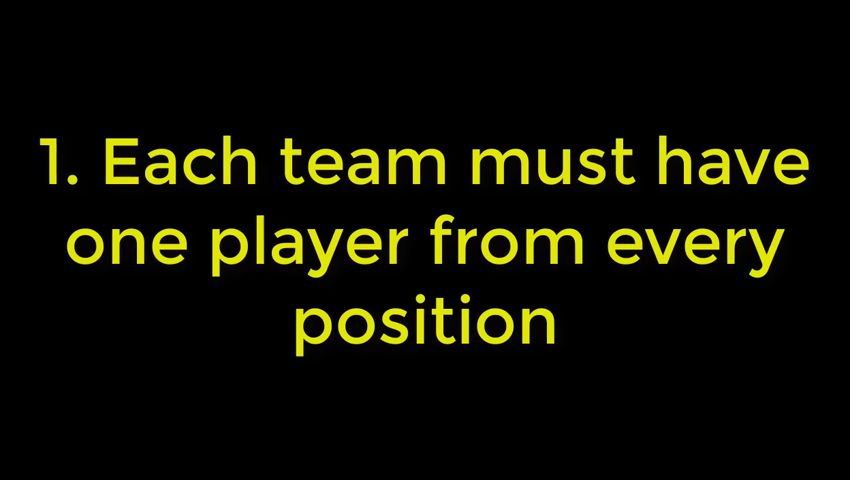 1. Each team must have
one player from every
position